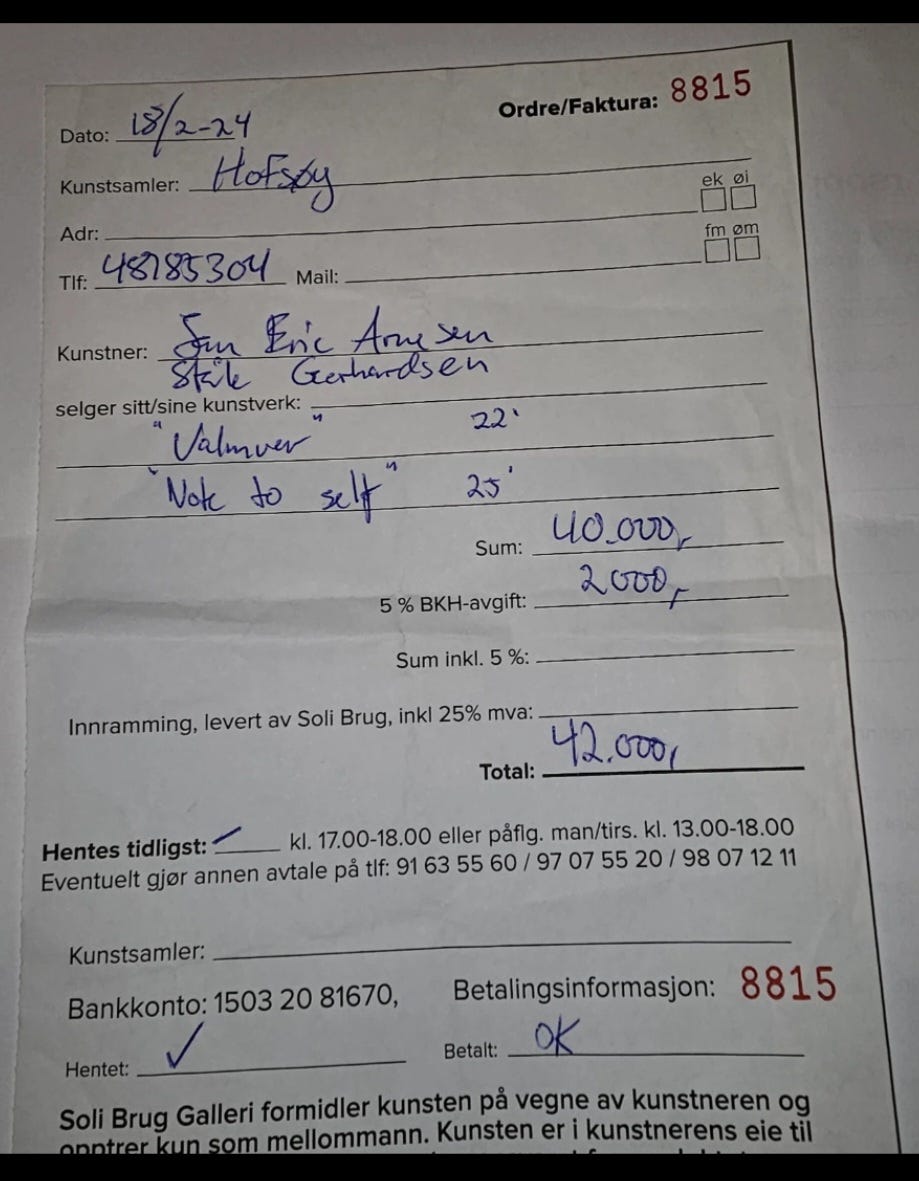 Ordre/Faktura: 8815
Dato: 18/2-24
Kunstsamler: Hofsøy
ek øi
Adr:
fm øm
Tlf: 48785304 Mail:
Kunstner: Jan Eric Arnesen
Ståle Gerhardsen
selger sitt/sine kunstverk:
"Valmuer" 22'
"Note to self" 25'
Sum: 40.000,-
5 % BKH-avgift: 2000,-
Sum inkl. 5 %:
Innramming, levert av Soli Brug, inkl 25% mva:
Total: 42.000,
Hentes tidligst: kl. 17.00-18.00 eller påflg. man/tirs. kl. 13.00-18.00
Eventuelt gjør annen avtale på tlf: 91 63 55 60 / 97 07 55 20 / 98 07 12 11
Kunstsamler:
Bankkonto: 1503 20 81670, Betalingsinformasjon: 8815
Hentet: ✓ Betalt: OK
Soli Brug Galleri formidler kunsten på vegne av kunstneren og
opptrer kun som mellommann. Kunsten er i kunstnerens eie til